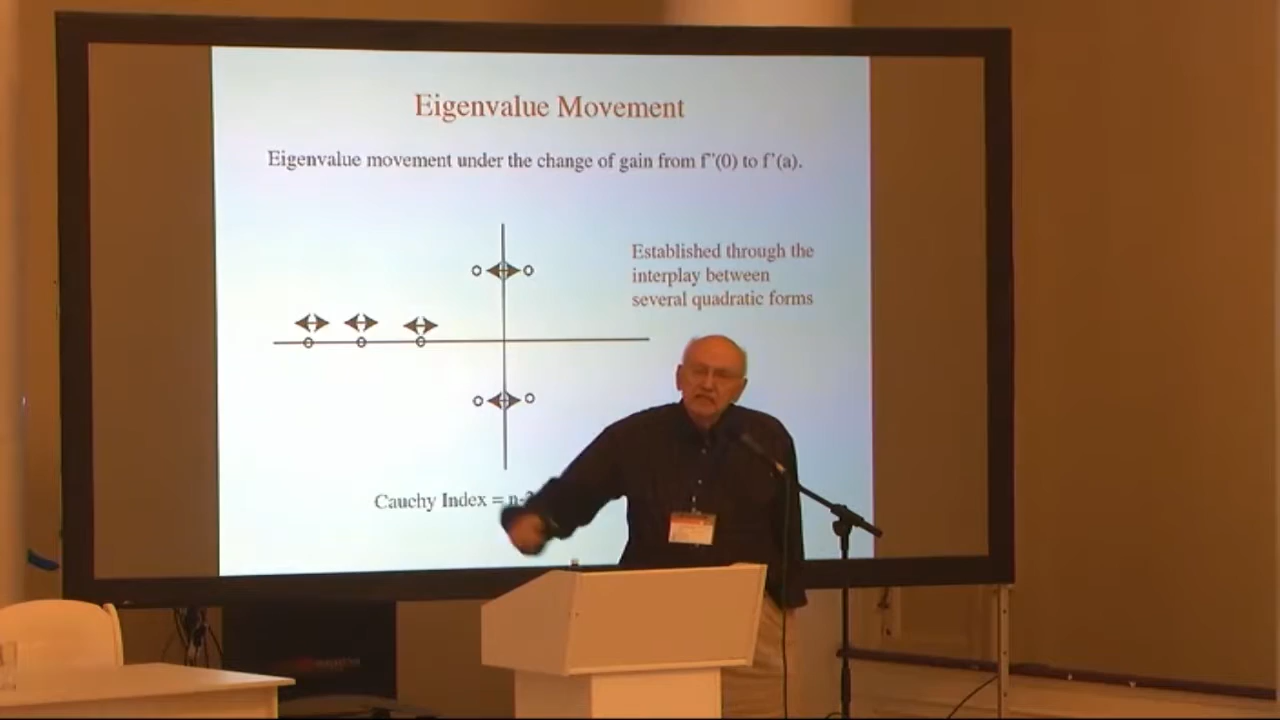 Eigenvalue Movement
Eigenvalue movement under the change of gain from f'(0) to f'(a).
Established through the
interplay between
several quadratic forms
Cauchy Index = n-2